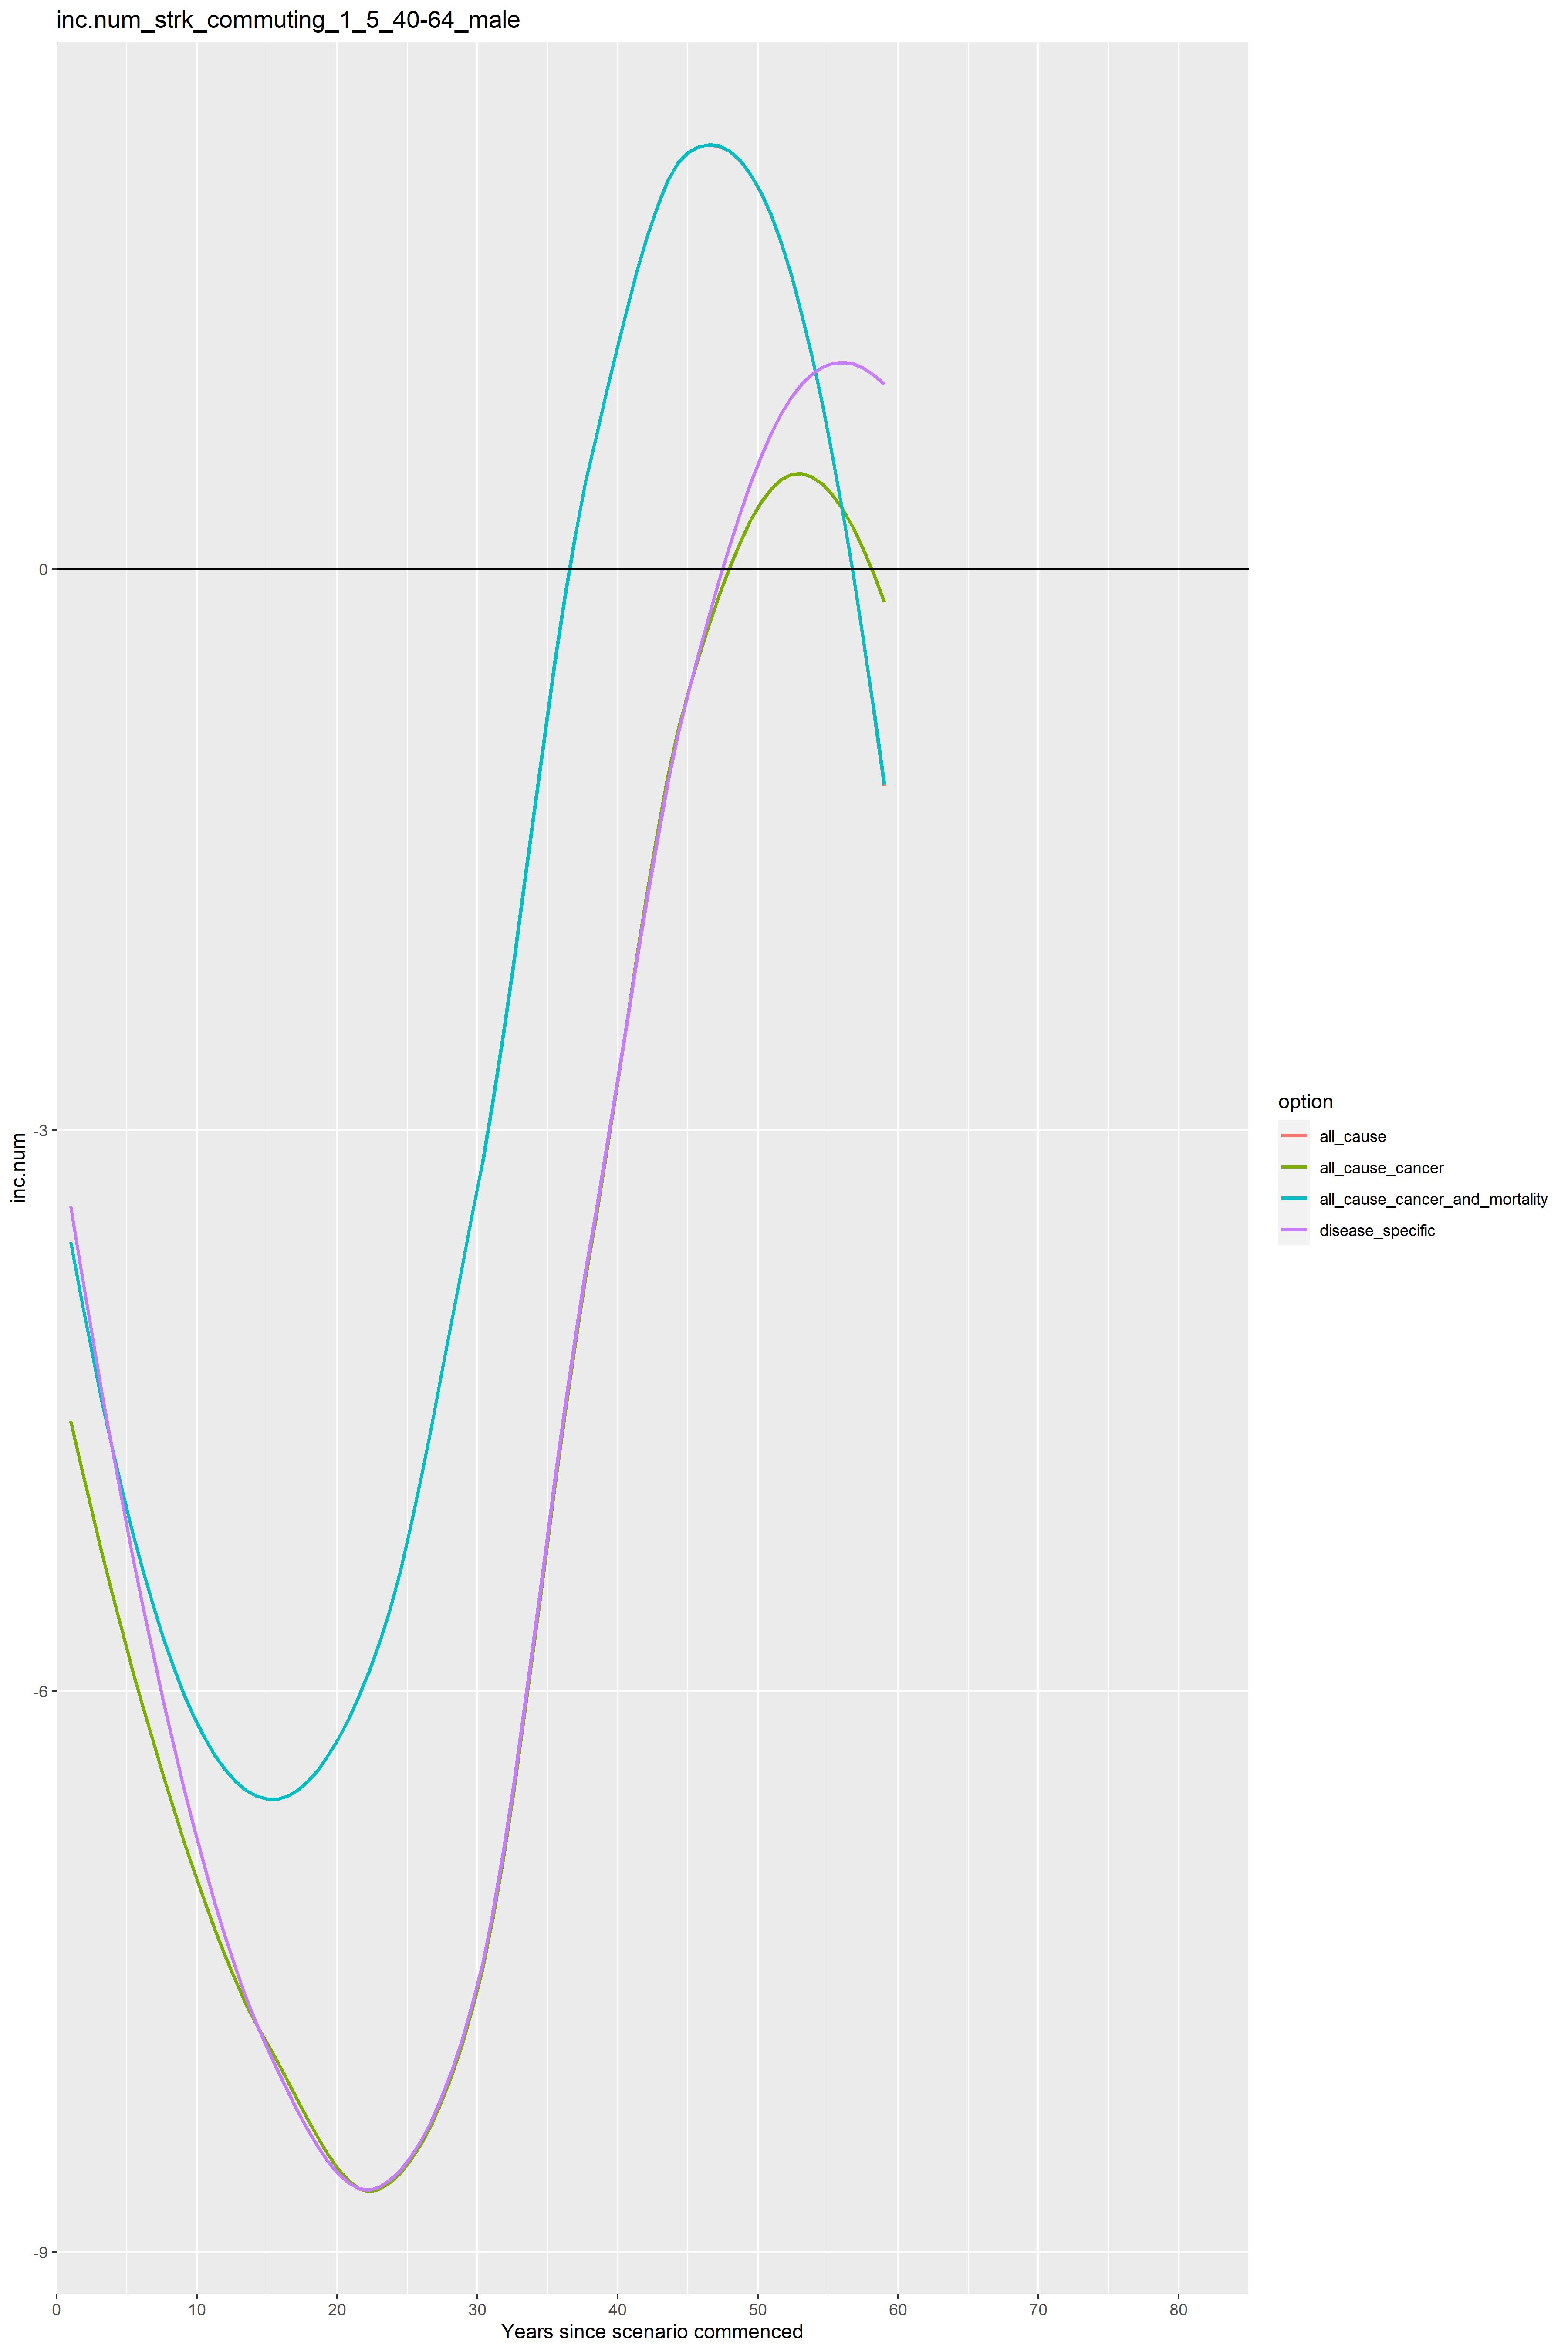 inc.num_strk_commuting_1_5_40-64_male
0
-3
-6
-9
inc.num
0 10 20 30 40 50 60 70 80
Years since scenario commenced
option
all_cause
all_cause_cancer
all_cause_cancer_and_mortality
disease_specific